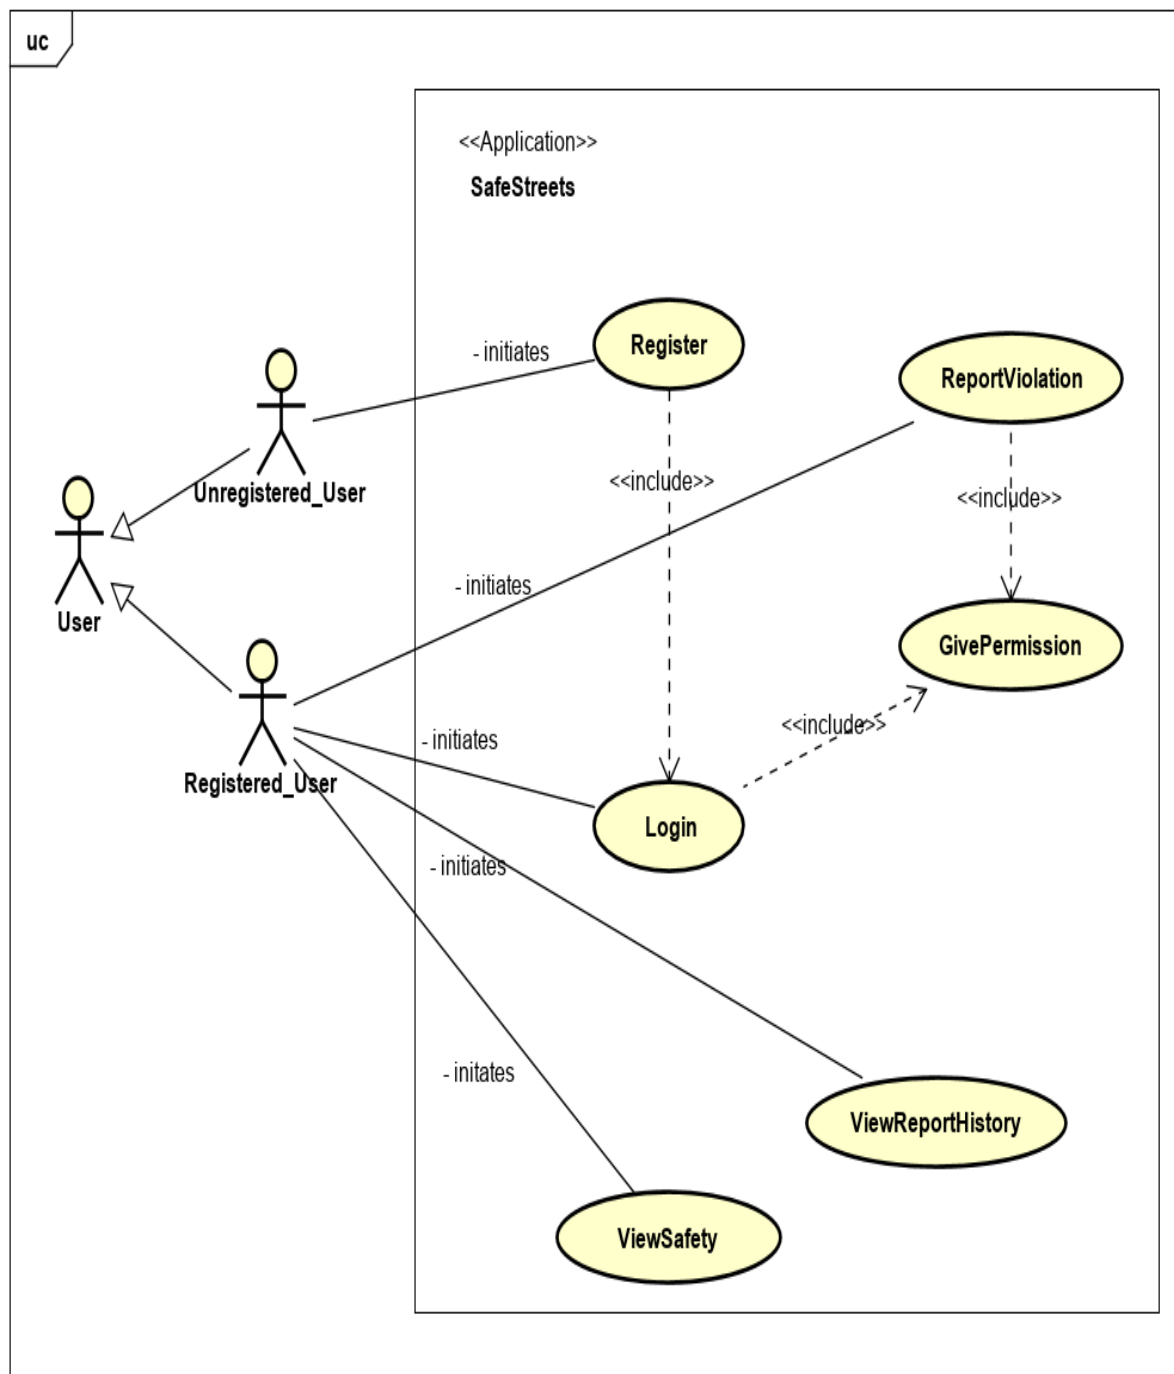 uc
<<Application>>
SafeStreets
Register
- initiates
ReportViolation
Unregistered_User
<<include>>
<<include>>
- initiates
User
GivePermission
Registered_User
- initiates
<<include>>
Login
- initiates
- initates
ViewReportHistory
ViewSafety